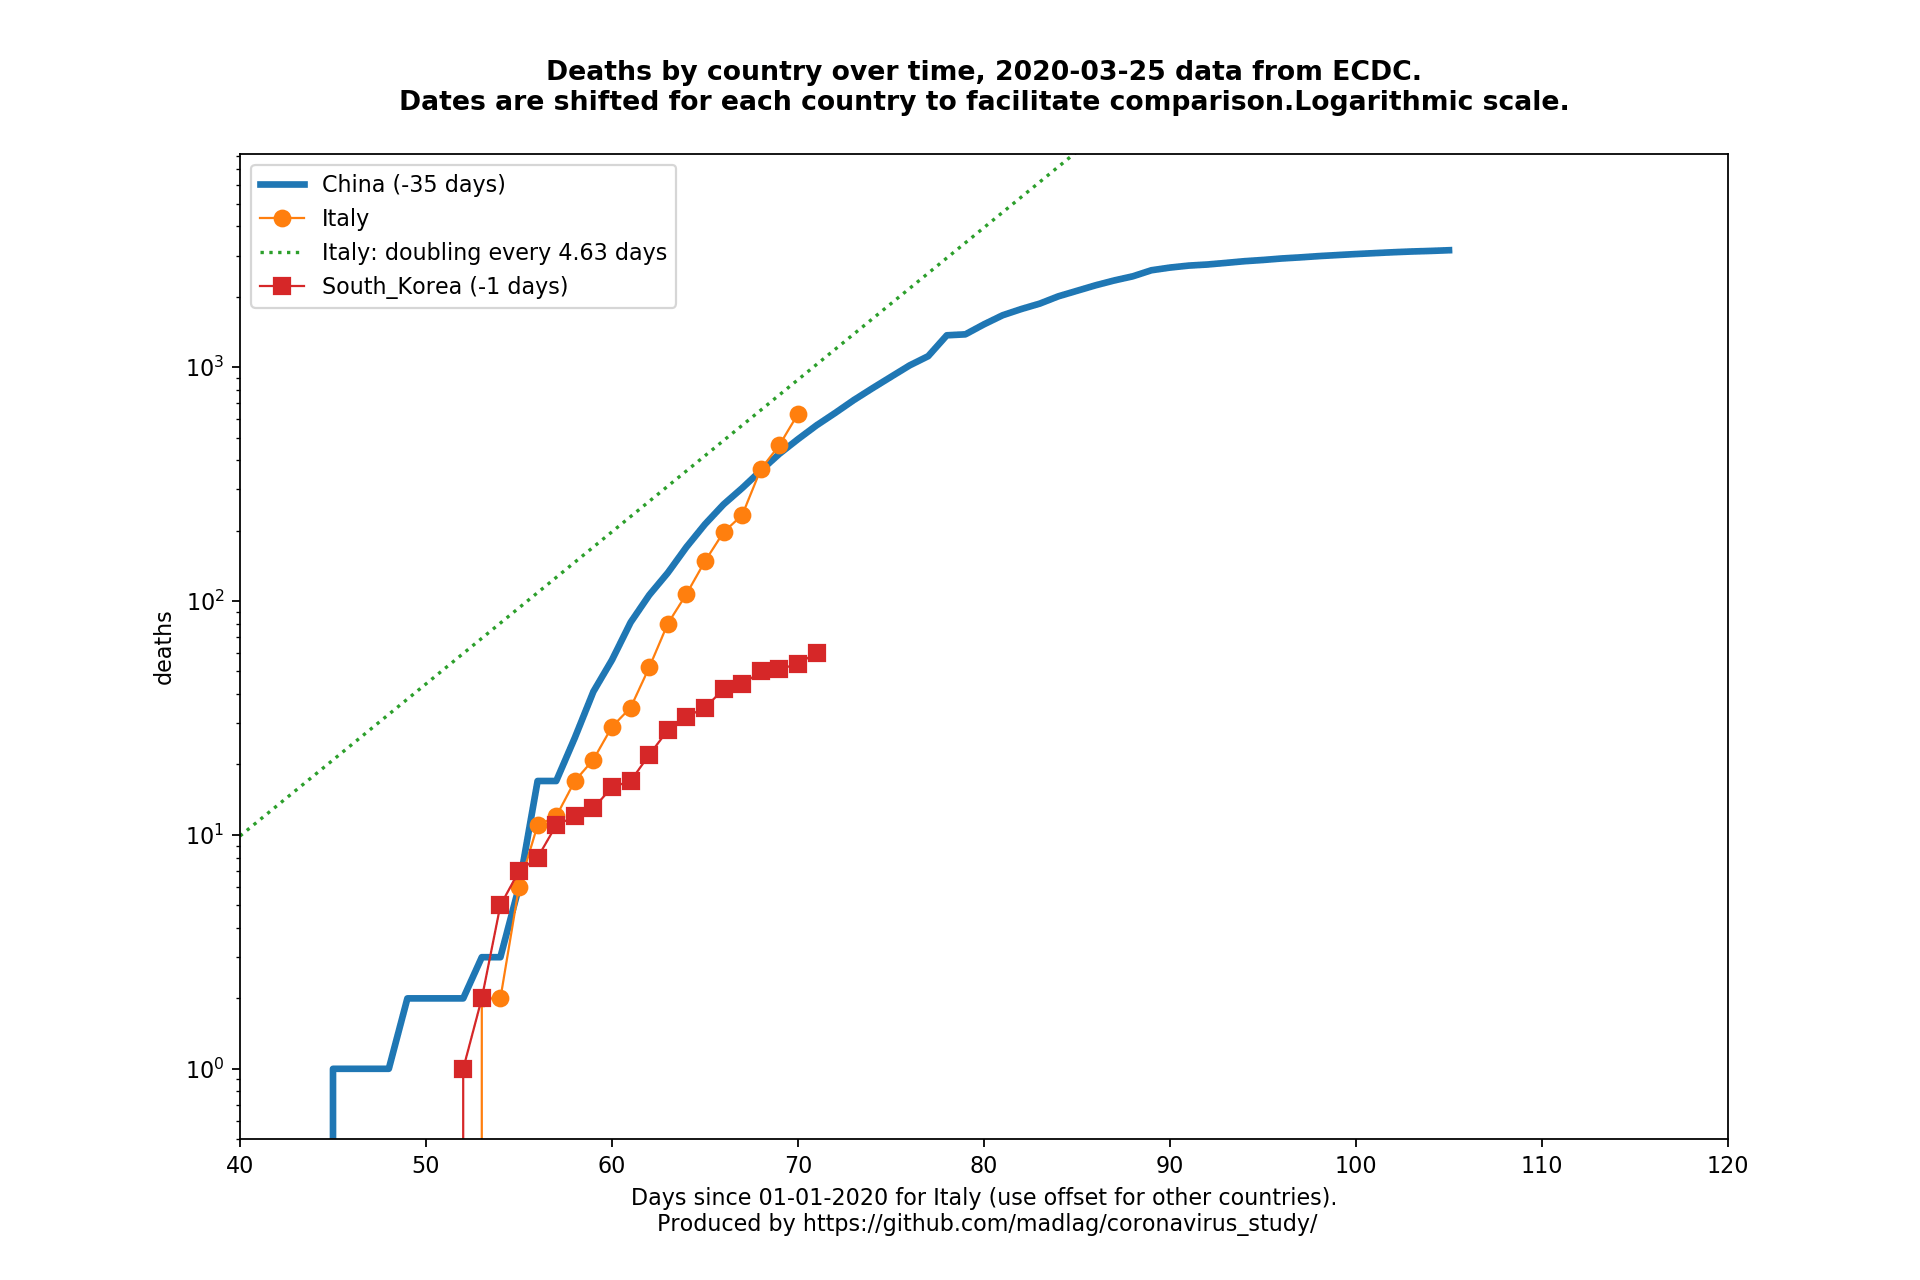 Deaths by country over time, 2020-03-25 data from ECDC.
Dates are shifted for each country to facilitate comparison.Logarithmic scale.
China (-35 days)
Italy
Italy: doubling every 4.63 days
South_Korea (-1 days)
10³
10²
10¹
10⁰
deaths
40 50 60 70 80 90 100 110 120
Days since 01-01-2020 for Italy (use offset for other countries).
Produced by https://github.com/madlag/coronavirus_study/